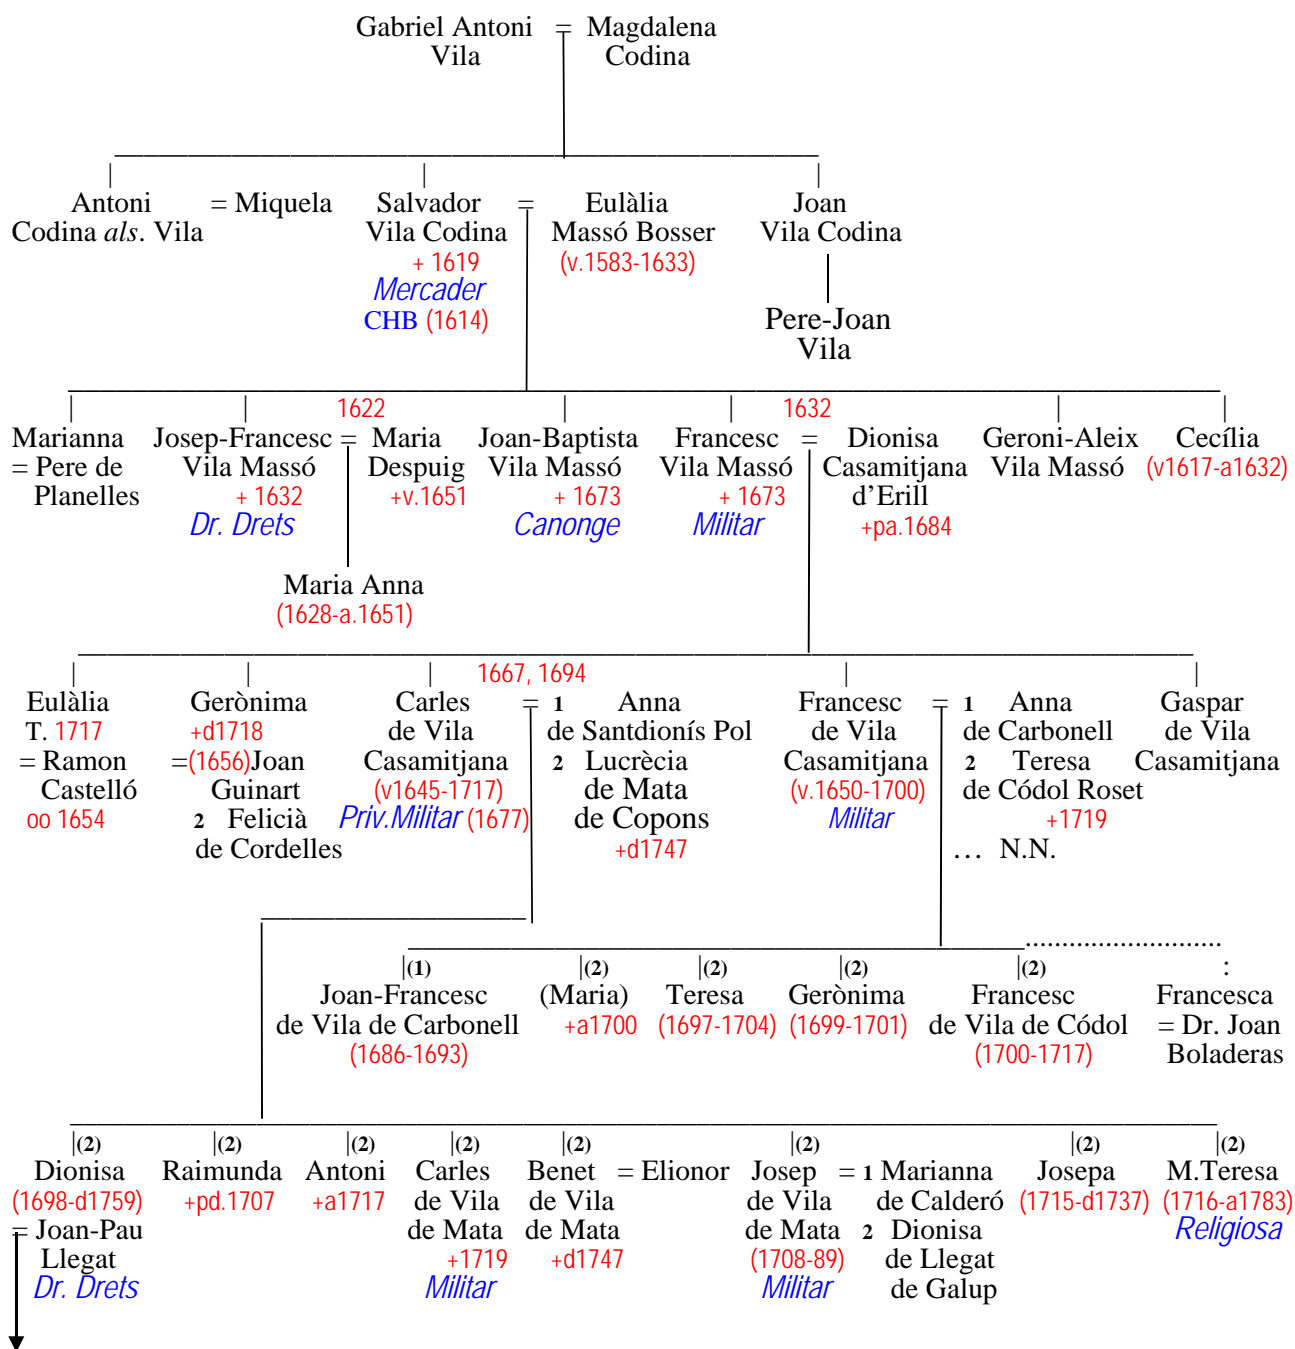 Gabriel Antoni = Magdalena
Vila Codina
Antoni = Miquela Salvador = Eulàlia Joan
Codina als. Vila Vila Codina Massó Bosser Vila Codina
+ 1619 (v.1583-1633)
Mercader
CHB (1614) Pere-Joan
Vila
1622 1632
Marianna Josep-Francesc = Maria Joan-Baptista Francesc = Dionisa Geroni-Aleix Cecília
= Pere de Vila Massó Despuig Vila Massó Vila Massó Casamitjana Vila Massó (v1617-a1632)
Planelles + 1632 +v.1651 + 1673 + 1673 d'Erill
Dr. Drets Canonge Militar +pa.1684
Maria Anna
(1628-a.1651)
1667, 1694
Eulàlia Gerònima Carles = 1 Anna Francesc = 1 Anna Gaspar
T. 1717 +d1718 de Vila de Santdionís Pol de Vila de Carbonell de Vila
= Ramon =(1656)Joan Casamitjana 2 Lucrècia Casamitjana 2 Teresa Casamitjana
Castelló Guinart (v1645-1717) de Mata (v.1650-1700) de Códol Roset
oo 1654 2 Felicià Priv.Militar (1677) de Copons Militar +1719
de Cordelles +d1747 ... N.N.
(1) (2) (2) (2) (2) :
Joan-Francesc (Maria) Teresa Gerònima Francesc Francesca
de Vila de Carbonell +a1700 (1697-1704) (1699-1701) de Vila de Códol = Dr. Joan
(1686-1693) (1700-1717) Boladeras
(2) (2) (2) (2) (2) (2) (2) (2)
Dionisa Raimunda Antoni Carles Benet = Elionor Josep = 1 Marianna Josepa M.Teresa
(1698-d1759) +pd.1707 +a1717 de Vila de Vila de Vila de Calderó (1715-d1737) (1716-a1783)
= Joan-Pau de Mata de Mata de Mata 2 Dionisa Religiosa
Llegat +1719 +d1747 (1708-89) de Llegat
Dr. Drets Militar Militar de Galup